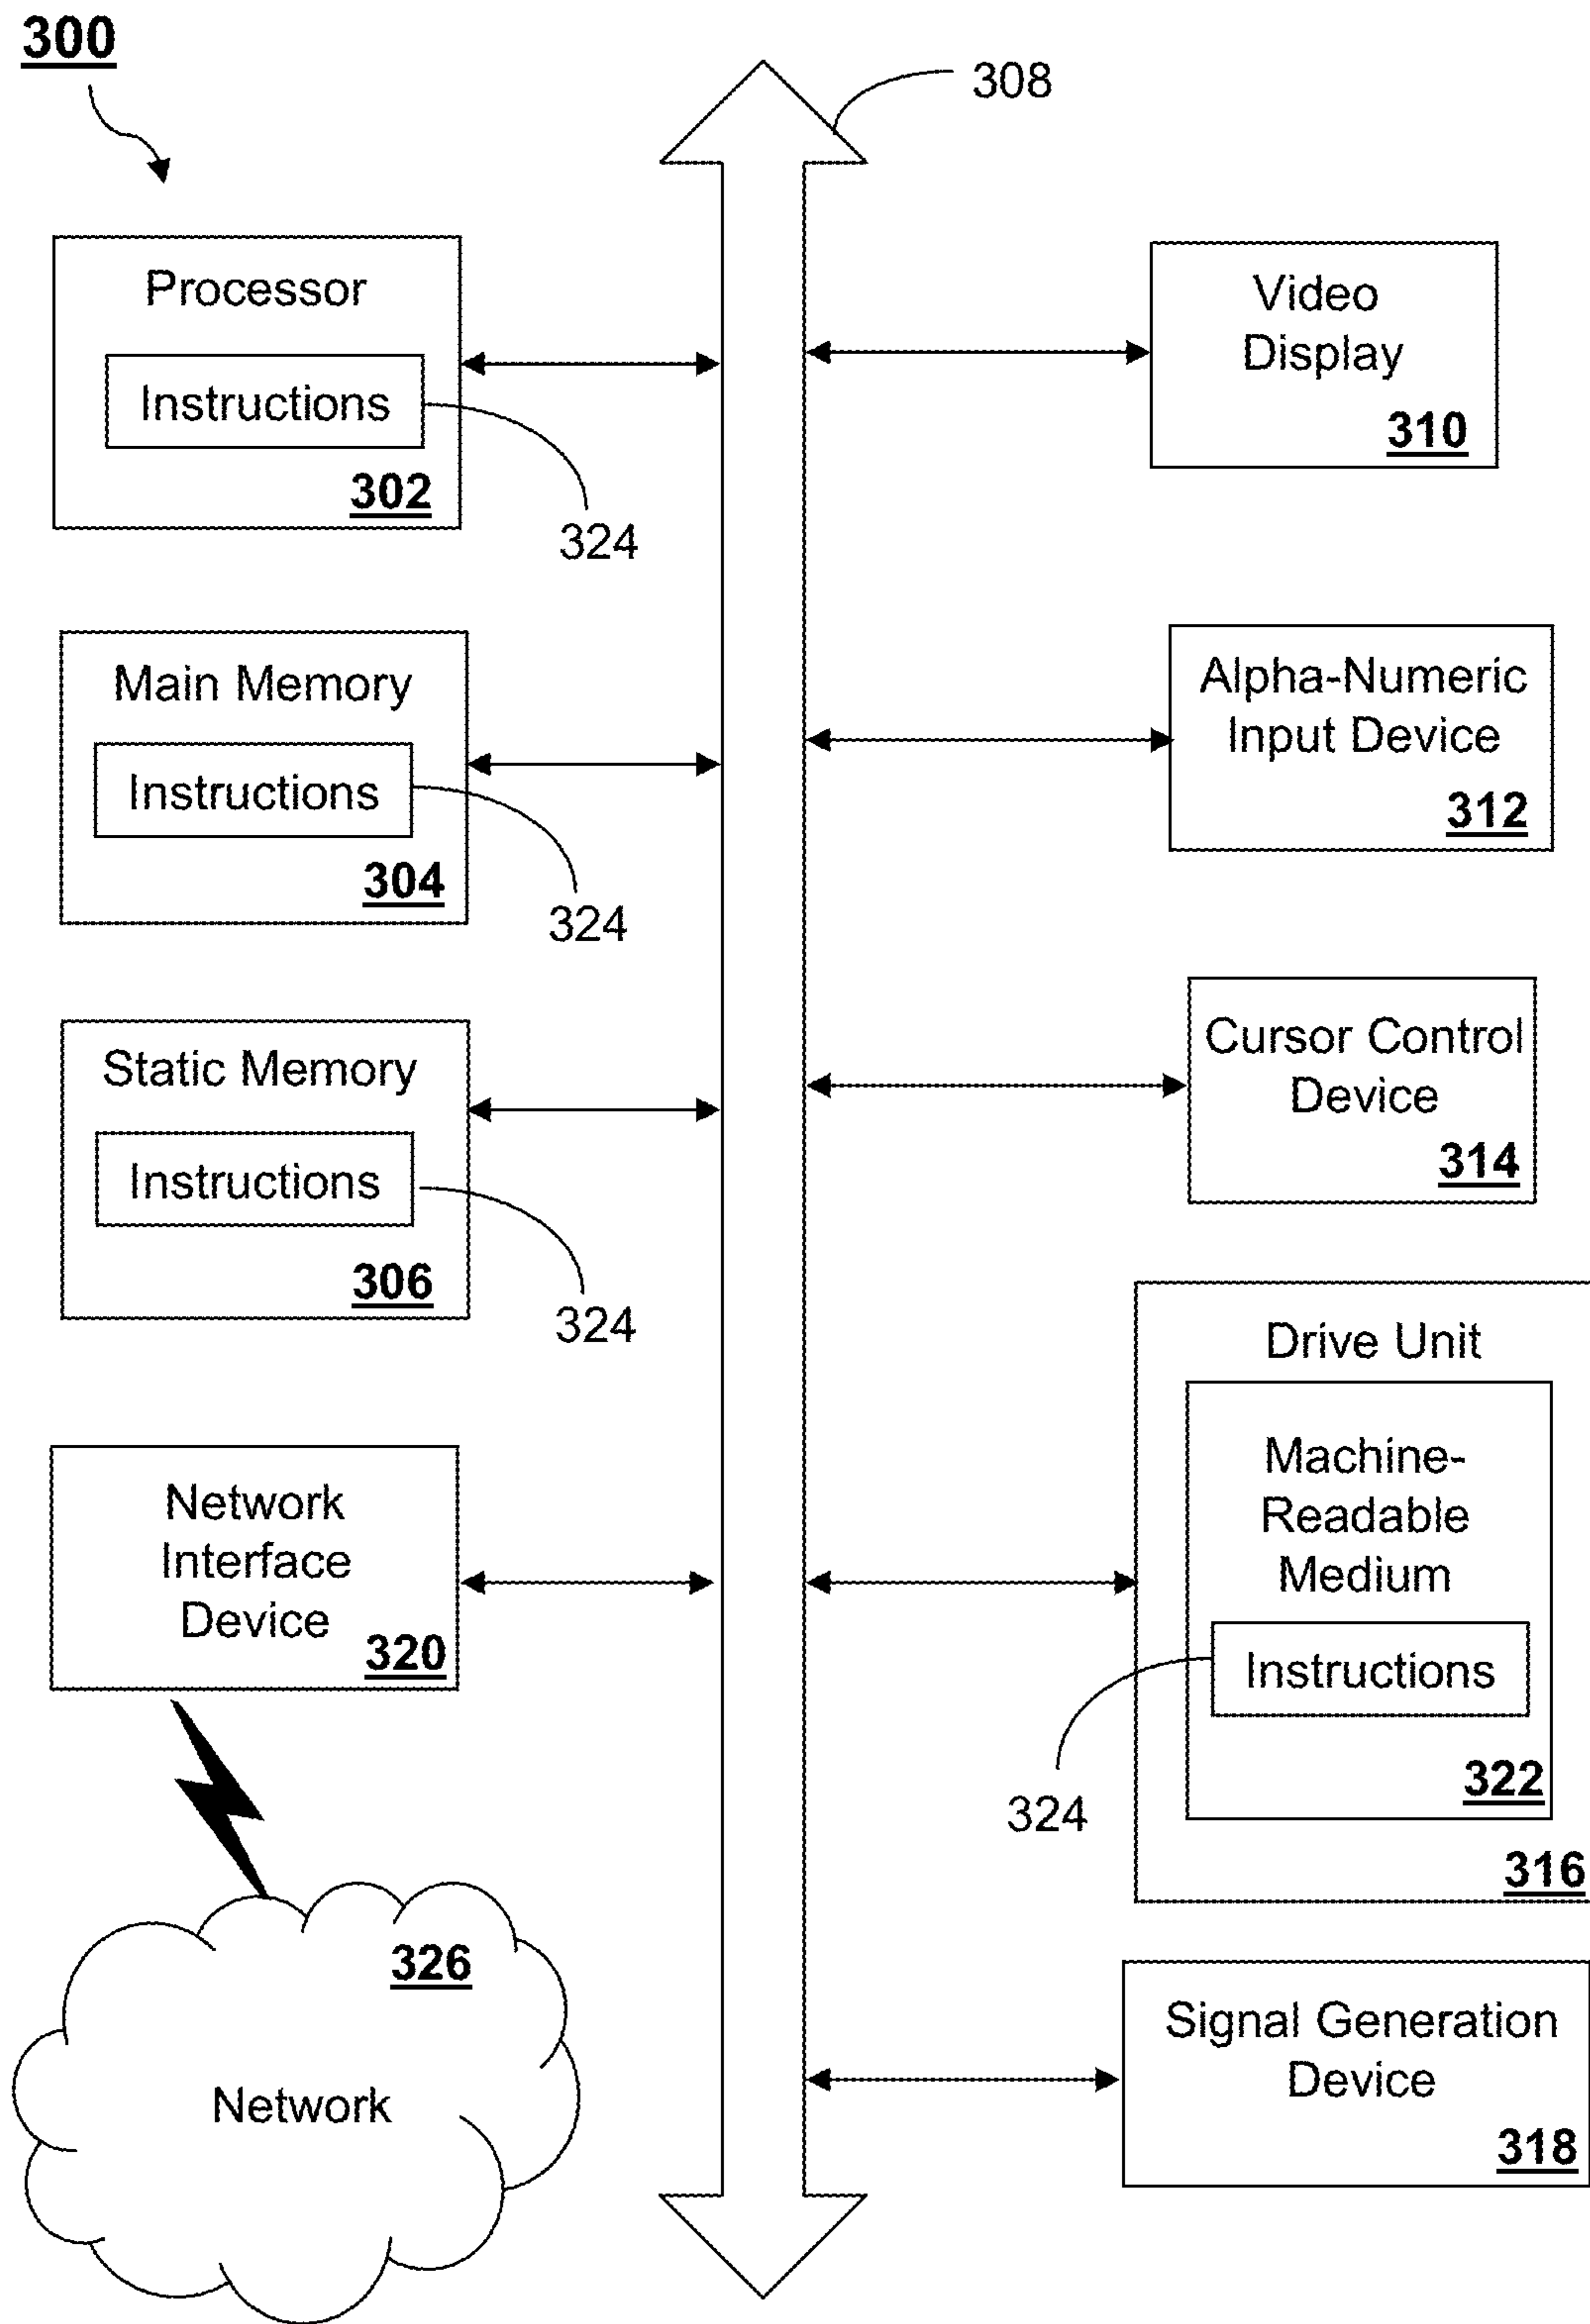 300
308
Processor
Instructions
302
324
Main Memory
Instructions
304
324
Static Memory
Instructions
306
324
Network
Interface
Device
320
326
Network
Video
Display
310
Alpha-Numeric
Input Device
312
Cursor Control
Device
314
Drive Unit
Machine-
Readable
Medium
Instructions
324
322
316
Signal Generation
Device
318